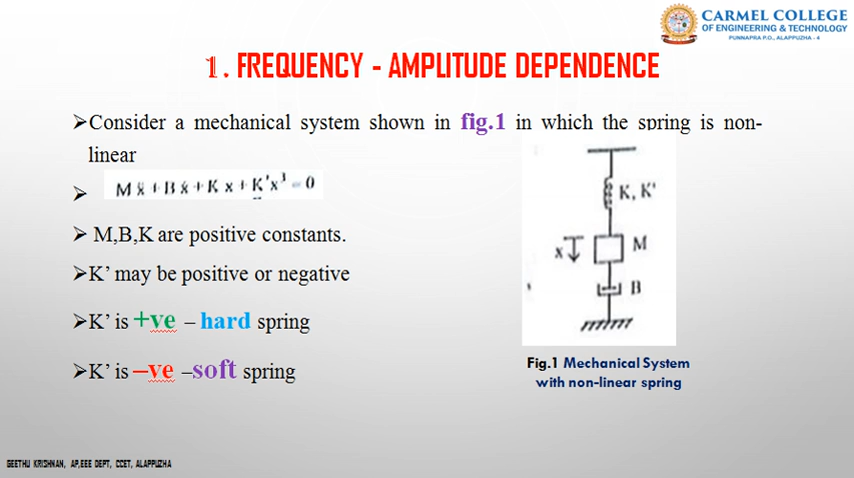 CARMEL COLLEGE
OF ENGINEERING & TECHNOLOGY
PUNNAPRA P.O., ALAPPUZHA - 4
1. FREQUENCY - AMPLITUDE DEPENDENCE
➢Consider a mechanical system shown in fig.1 in which the spring is non-
linear
➢ Mẍ + Bẋ + Kx + K'x³ = 0
➢ M,B,K are positive constants.
➢K’ may be positive or negative
➢K’ is +ve – hard spring
➢K’ is –ve –soft spring
K, K'
x
M
B
Fig.1 Mechanical System
with non-linear spring
GEETHU KRISHNAN, AP,EEE DEPT, CCET, ALAPPUZHA